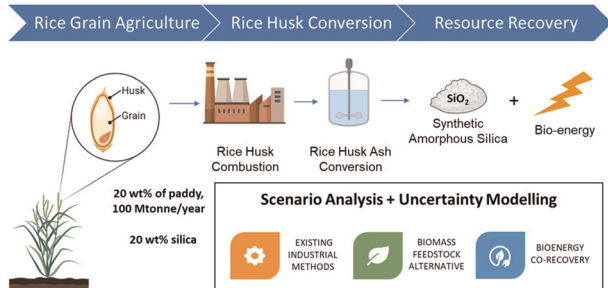 Rice Grain Agriculture
Rice Husk Conversion
Resource Recovery
Husk
Grain
Rice Husk
Combustion
Rice Husk Ash
Conversion
SiO₂
Synthetic
Amorphous Silica
+
Bio-energy
20 wt% of paddy,
100 Mtonne/year
20 wt% silica
Scenario Analysis + Uncertainty Modelling
EXISTING
INDUSTRIAL
METHODS
BIOMASS
FEEDSTOCK
ALTERNATIVE
BIOENERGY
CO-RECOVERY